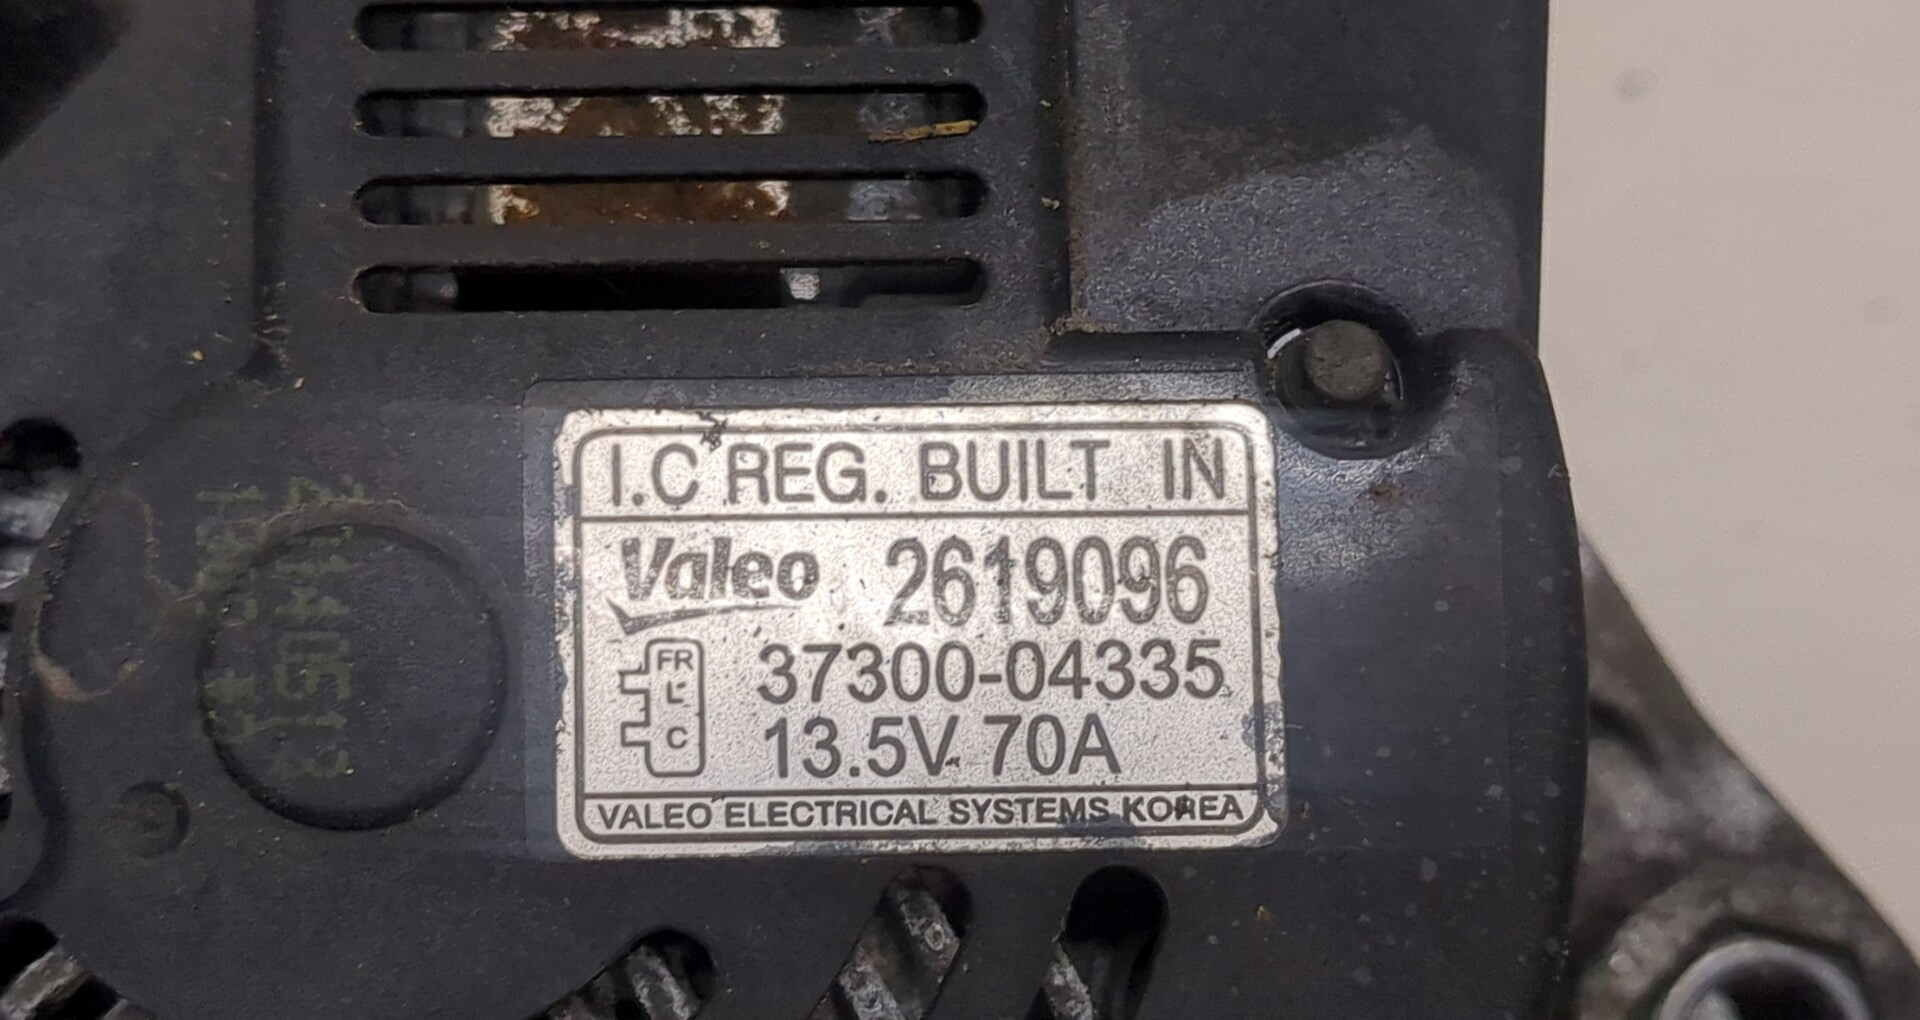 I.C REG. BUILT IN
Valeo 2619096
FR
L
C
37300-04335
13.5V 70A
VALEO ELECTRICAL SYSTEMS KOREA